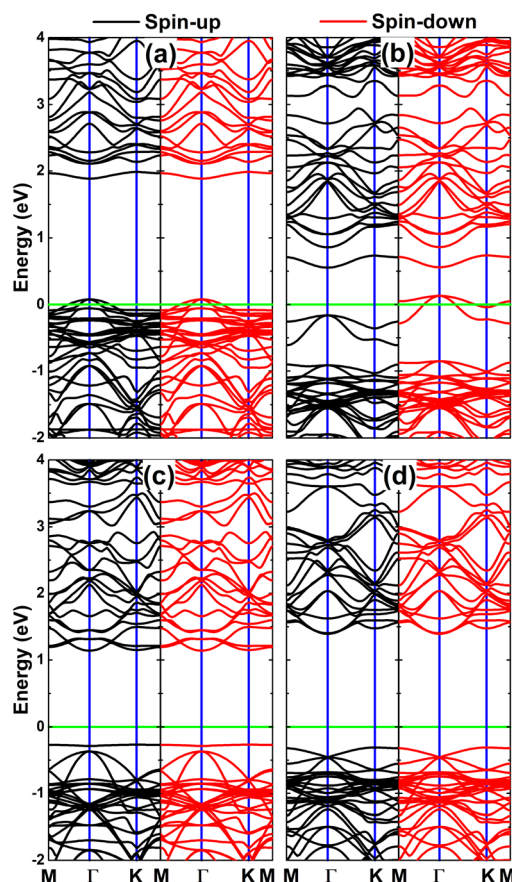 Spin-up Spin-down
(a) (b)
4
3
2
1
0
-1
-2
Energy (eV)
(c) (d)
4
3
2
1
0
-1
-2
Energy (eV)
M Γ K M Γ K M M Γ K M Γ K M